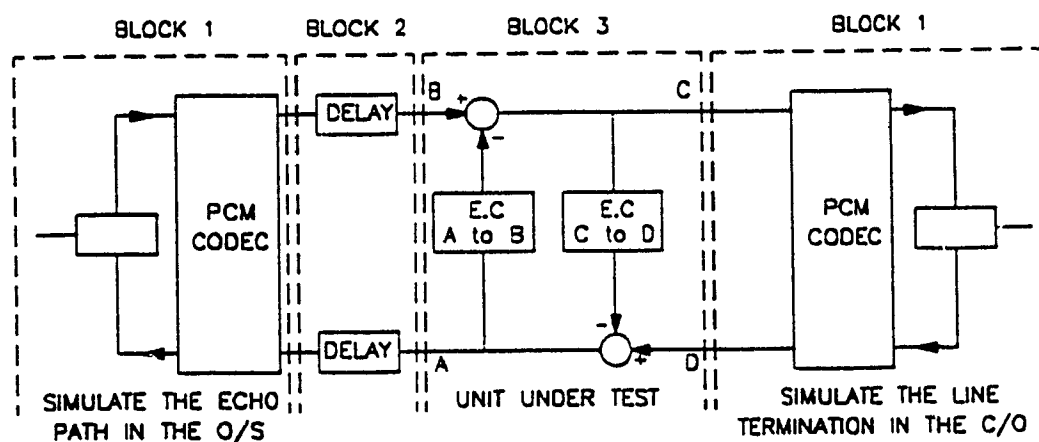 BLOCK 1
BLOCK 2
BLOCK 3
BLOCK 1
B
+
-
C
DELAY
PCM
CODEC
E.C
A to B
E.C
C to D
PCM
CODEC
DELAY
A
-
+
D
SIMULATE THE ECHO
PATH IN THE O/S
UNIT UNDER TEST
SIMULATE THE LINE
TERMINATION IN THE C/O